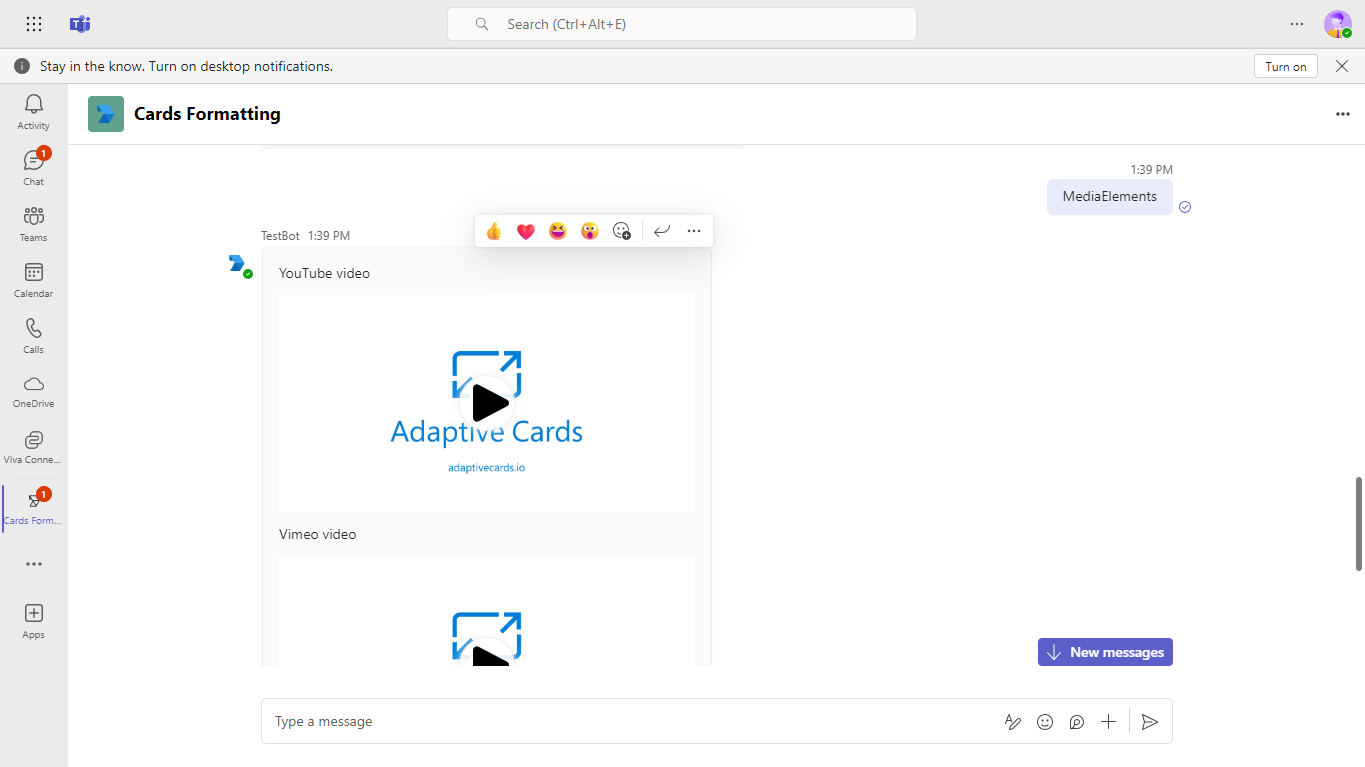 Search (Ctrl+Alt+E)
Stay in the know. Turn on desktop notifications.
Turn on
Activity
1
Chat
Teams
Calendar
Calls
OneDrive
Viva Conne...
1
Cards Form...
Apps
Cards Formatting
1:39 PM
MediaElements
TestBot 1:39 PM
YouTube video
Adaptive Cards
adaptivecards.io
Vimeo video
New messages
Type a message